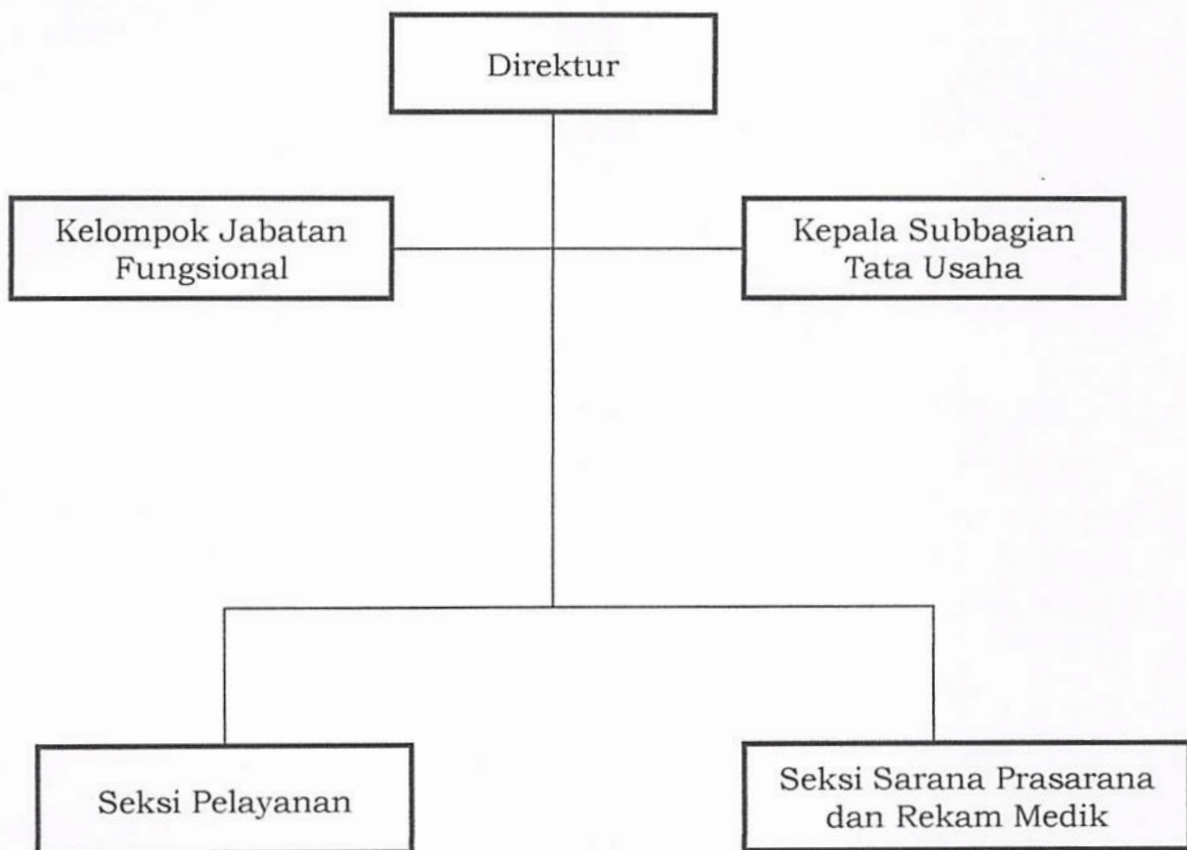 Direktur
Kelompok Jabatan
Fungsional
Kepala Subbagian
Tata Usaha
Seksi Pelayanan
Seksi Sarana Prasarana
dan Rekam Medik